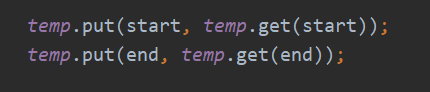 temp.put(start, temp.get(start));
temp.put(end, temp.get(end));